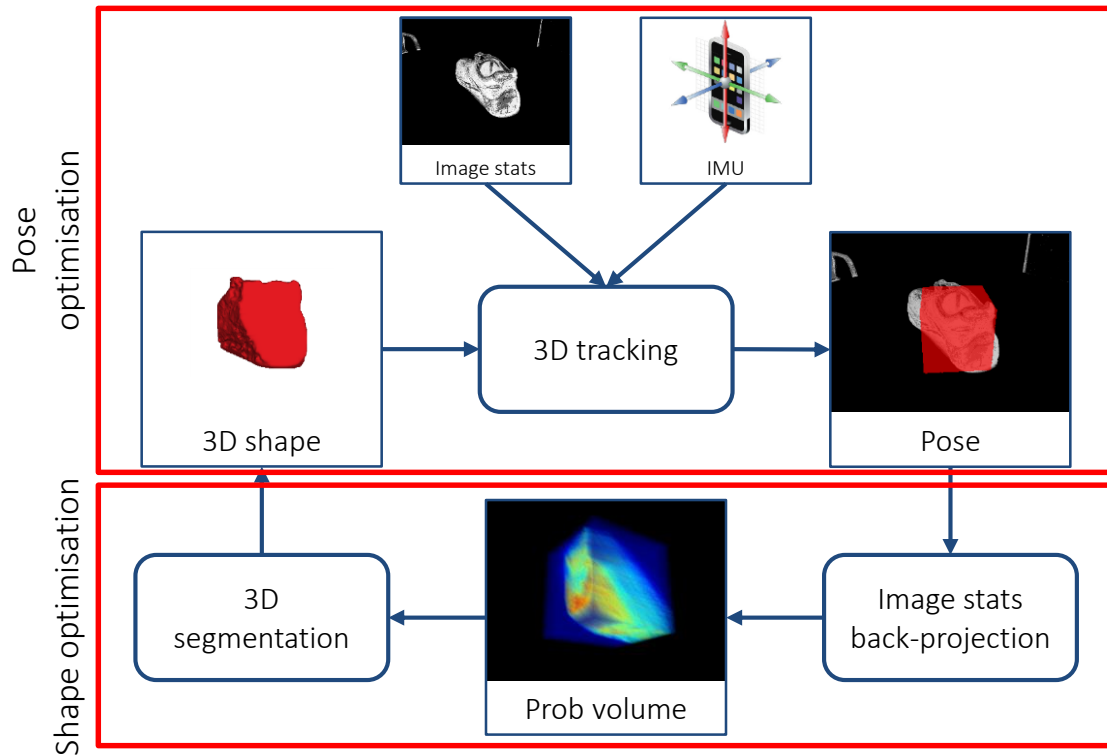 Pose
optimisation
Image stats
IMU
3D shape
3D tracking
Pose
Shape optimisation
3D
segmentation
Prob volume
Image stats
back-projection